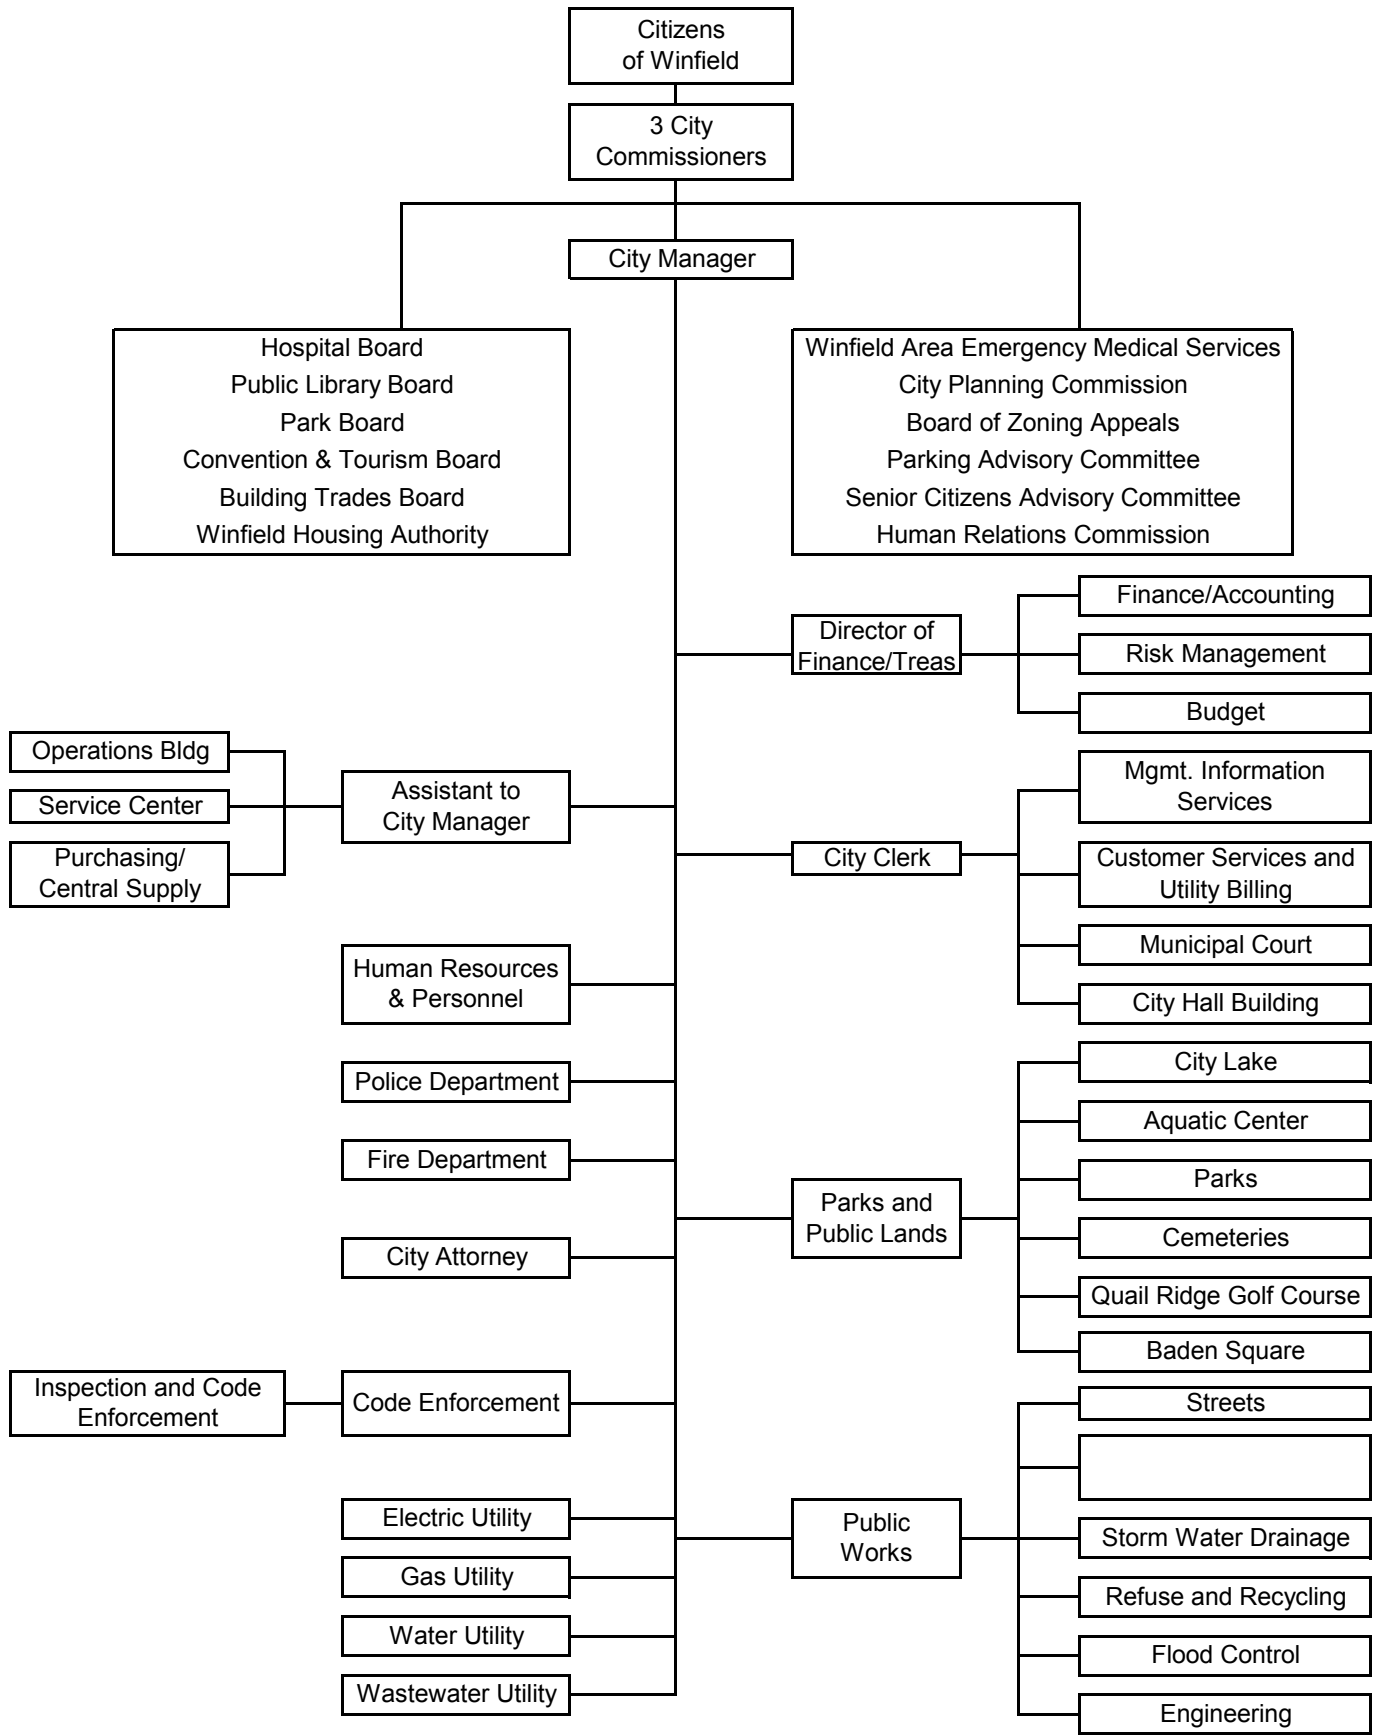 Citizens
of Winfield
3 City
Commissioners
City Manager
Hospital Board
Public Library Board
Park Board
Convention & Tourism Board
Building Trades Board
Winfield Housing Authority
Winfield Area Emergency Medical Services
City Planning Commission
Board of Zoning Appeals
Parking Advisory Committee
Senior Citizens Advisory Committee
Human Relations Commission
Director of
Finance/Treas
Finance/Accounting
Risk Management
Budget
Operations Bldg
Service Center
Purchasing/
Central Supply
Assistant to
City Manager
City Clerk
Mgmt. Information
Services
Customer Services and
Utility Billing
Municipal Court
City Hall Building
Human Resources
& Personnel
Police Department
Fire Department
City Attorney
Parks and
Public Lands
City Lake
Aquatic Center
Parks
Cemeteries
Quail Ridge Golf Course
Baden Square
Inspection and Code
Enforcement
Code Enforcement
Electric Utility
Gas Utility
Water Utility
Wastewater Utility
Public
Works
Streets
Storm Water Drainage
Refuse and Recycling
Flood Control
Engineering